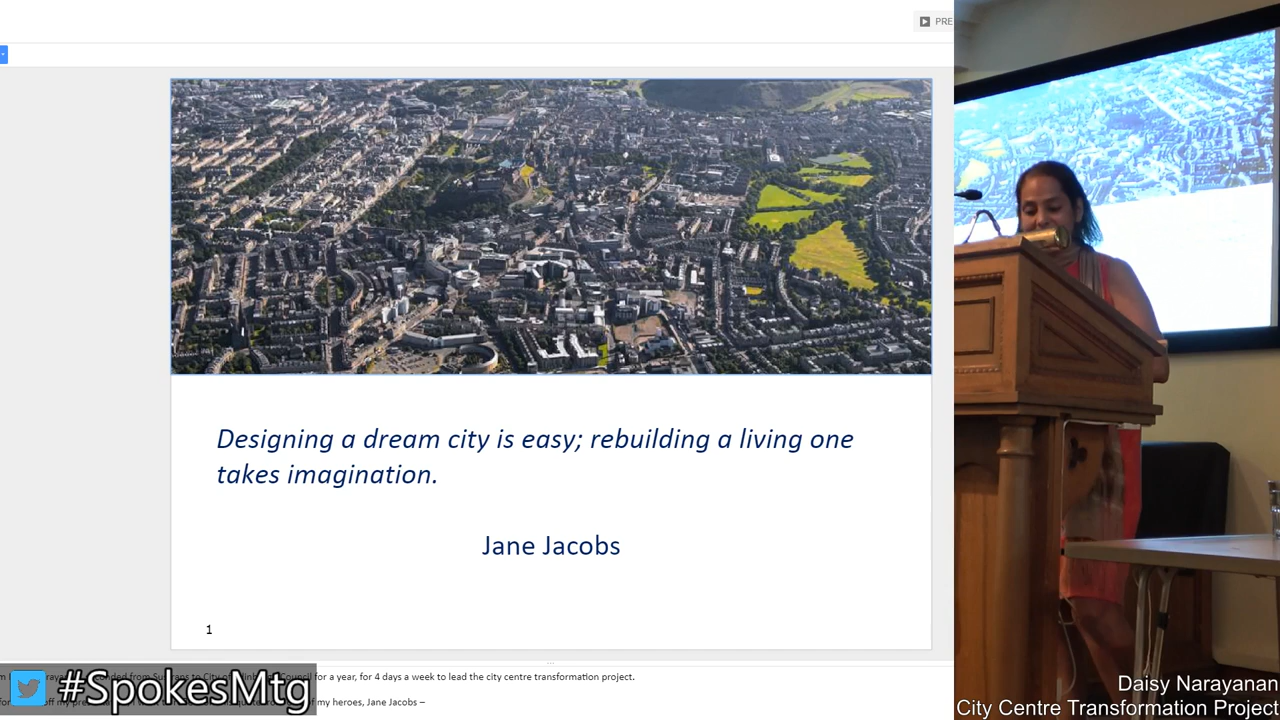 PRE
Designing a dream city is easy; rebuilding a living one
takes imagination.
Jane Jacobs
1
for a year, for 4 days a week to lead the city centre transformation project.
my heroes, Jane Jacobs –
#SpokesMtg
Daisy Narayanan
City Centre Transformation Project